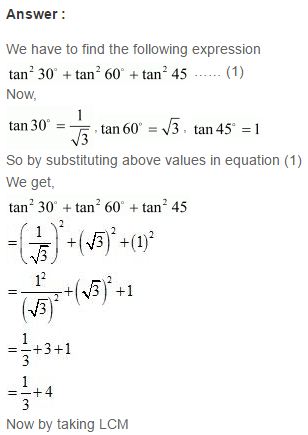 Answer :
We have to find the following expression
tan² 30° + tan² 60° + tan² 45 ...... (1)
Now,
tan 30° = 1/√3 , tan 60° = √3 , tan 45° = 1
So by substituting above values in equation (1)
We get,
tan² 30° + tan² 60° + tan² 45
= (1/√3)² + (√3)² + (1)²
= 1²/(√3)² + (√3)² + 1
= 1/3 + 3 + 1
= 1/3 + 4
Now by taking LCM